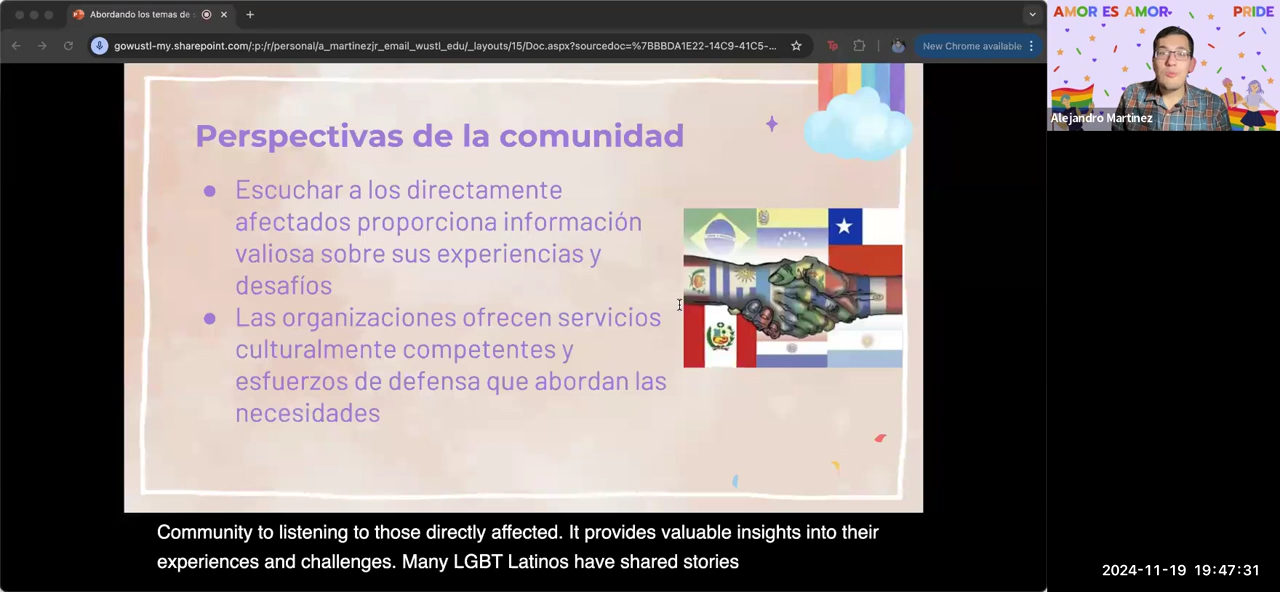 Abordando los temas de
gowustl-my.sharepoint.com/:p:/r/personal/a_martinezjr_email_wustl_edu/_layouts/15/Doc.aspx?sourcedoc=%7BBBDA1E22-14C9-41C5-...
Tp
New Chrome available
AMOR ES AMOR
PRIDE
Alejandro Martinez
Perspectivas de la comunidad
● Escuchar a los directamente
afectados proporciona información
valiosa sobre sus experiencias y
desafíos
● Las organizaciones ofrecen servicios
culturalmente competentes y
esfuerzos de defensa que abordan las
necesidades
Community to listening to those directly affected. It provides valuable insights into their
experiences and challenges. Many LGBT Latinos have shared stories
2024-11-19 19:47:31